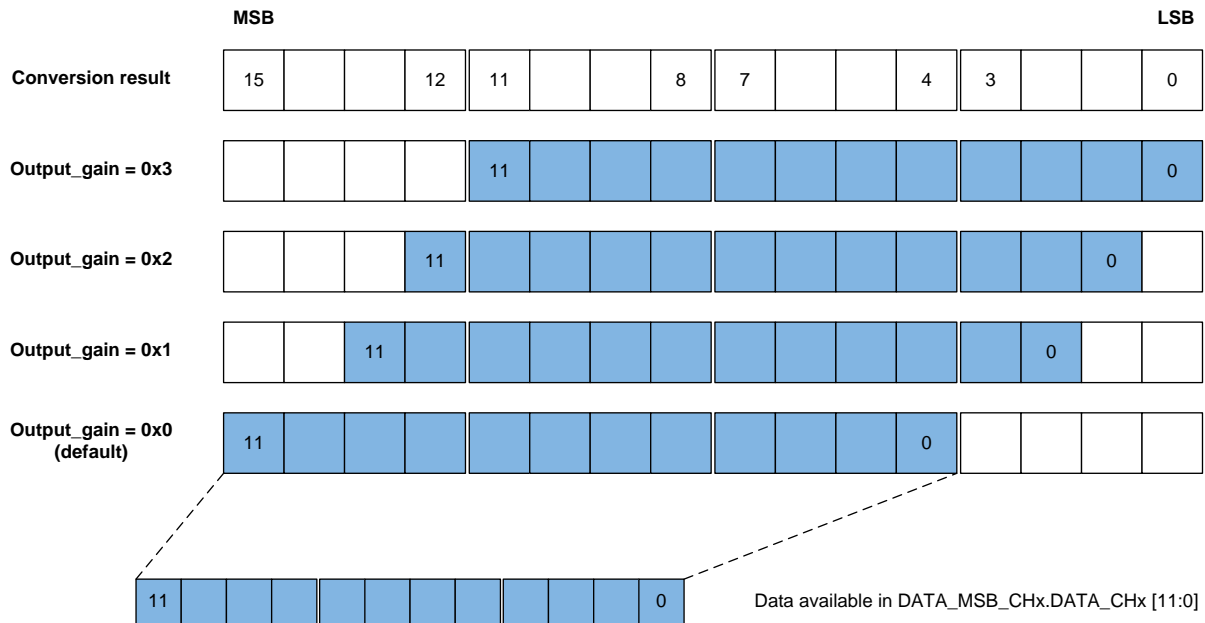 MSB LSB
Conversion result 15 12 11 8 7 4 3 0
Output_gain = 0x3 11 0
Output_gain = 0x2 11 0
Output_gain = 0x1 11 0
Output_gain = 0x0 11 0
(default)
11 0 Data available in DATA_MSB_CHx.DATA_CHx [11:0]